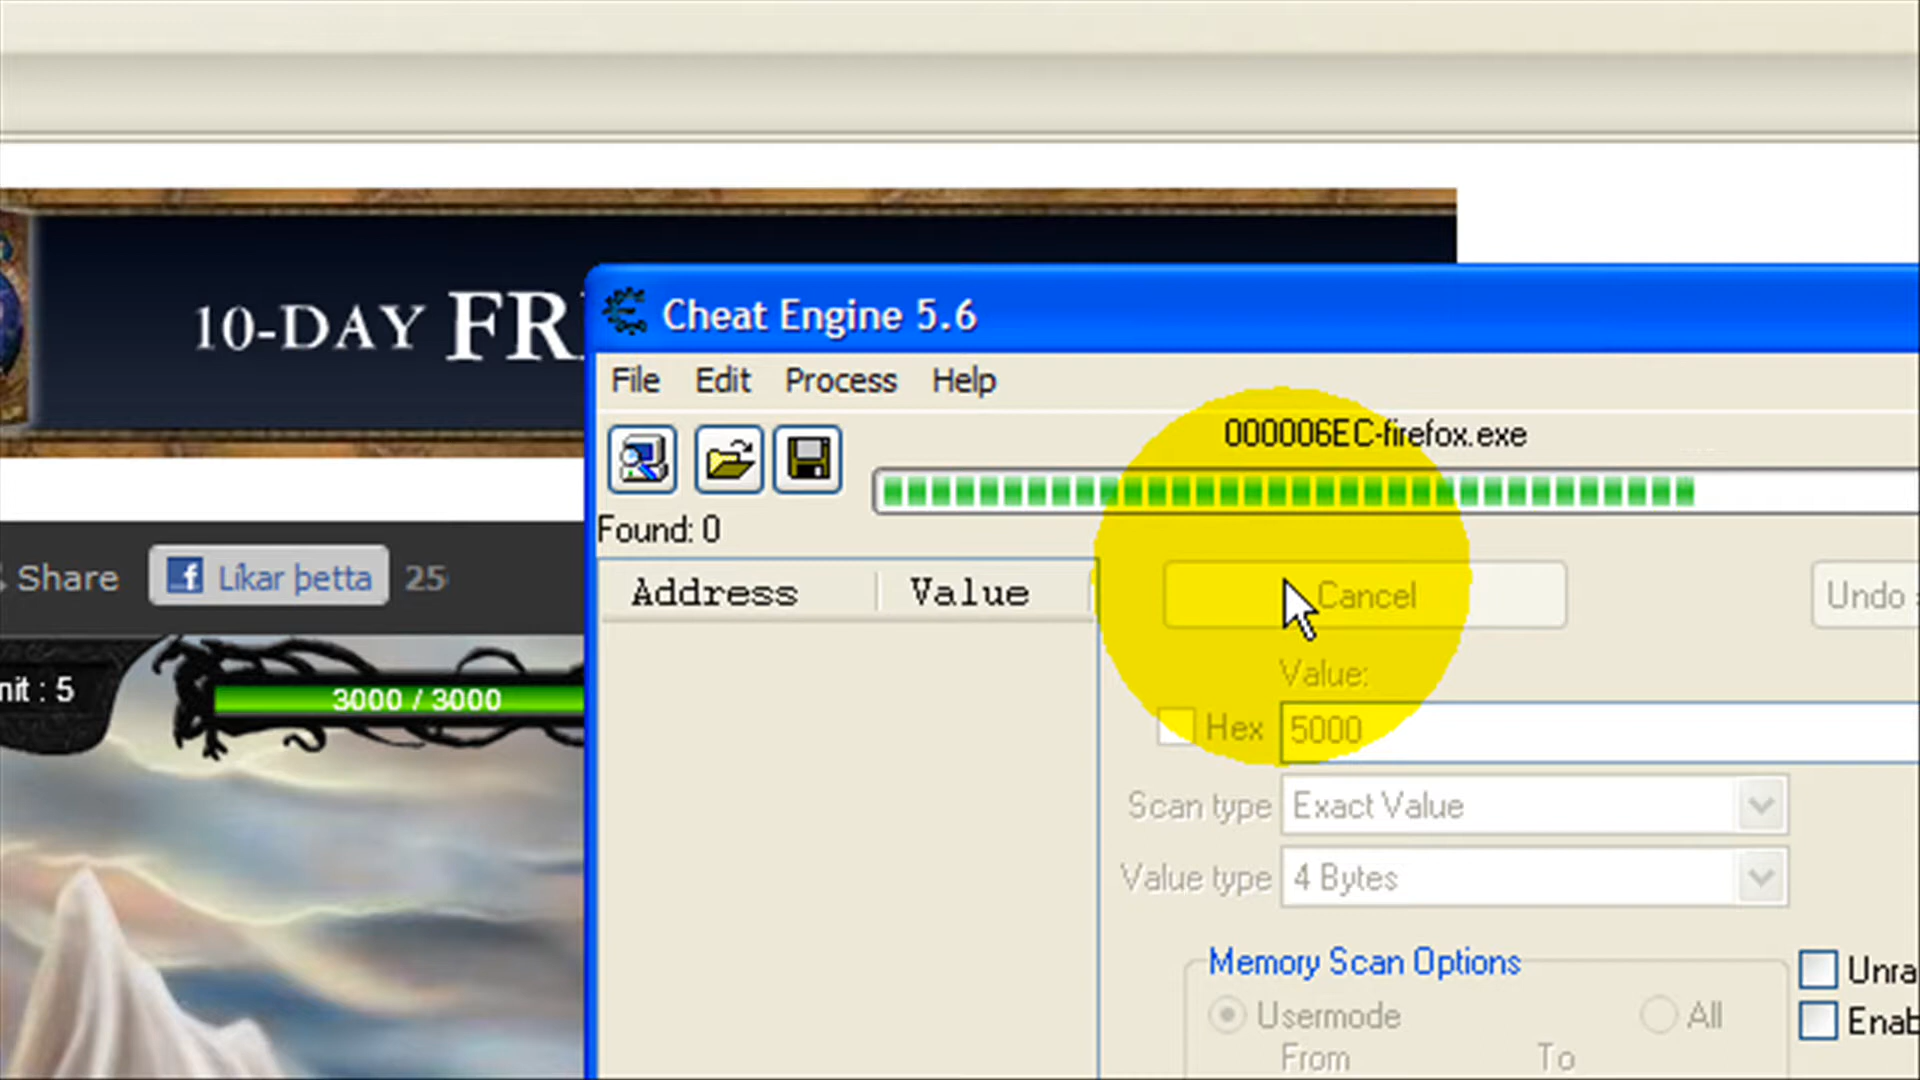 10-DAY FR
Cheat Engine 5.6
File Edit Process Help
000006EC-firefox.exe
Found: 0
Share
Líkar þetta 25
Address Value
Cancel
Undo
Value:
nit : 5
3000 / 3000
Hex 5000
Scan type Exact Value
Value type 4 Bytes
Memory Scan Options
Unra
Usermode All
Enab
From To